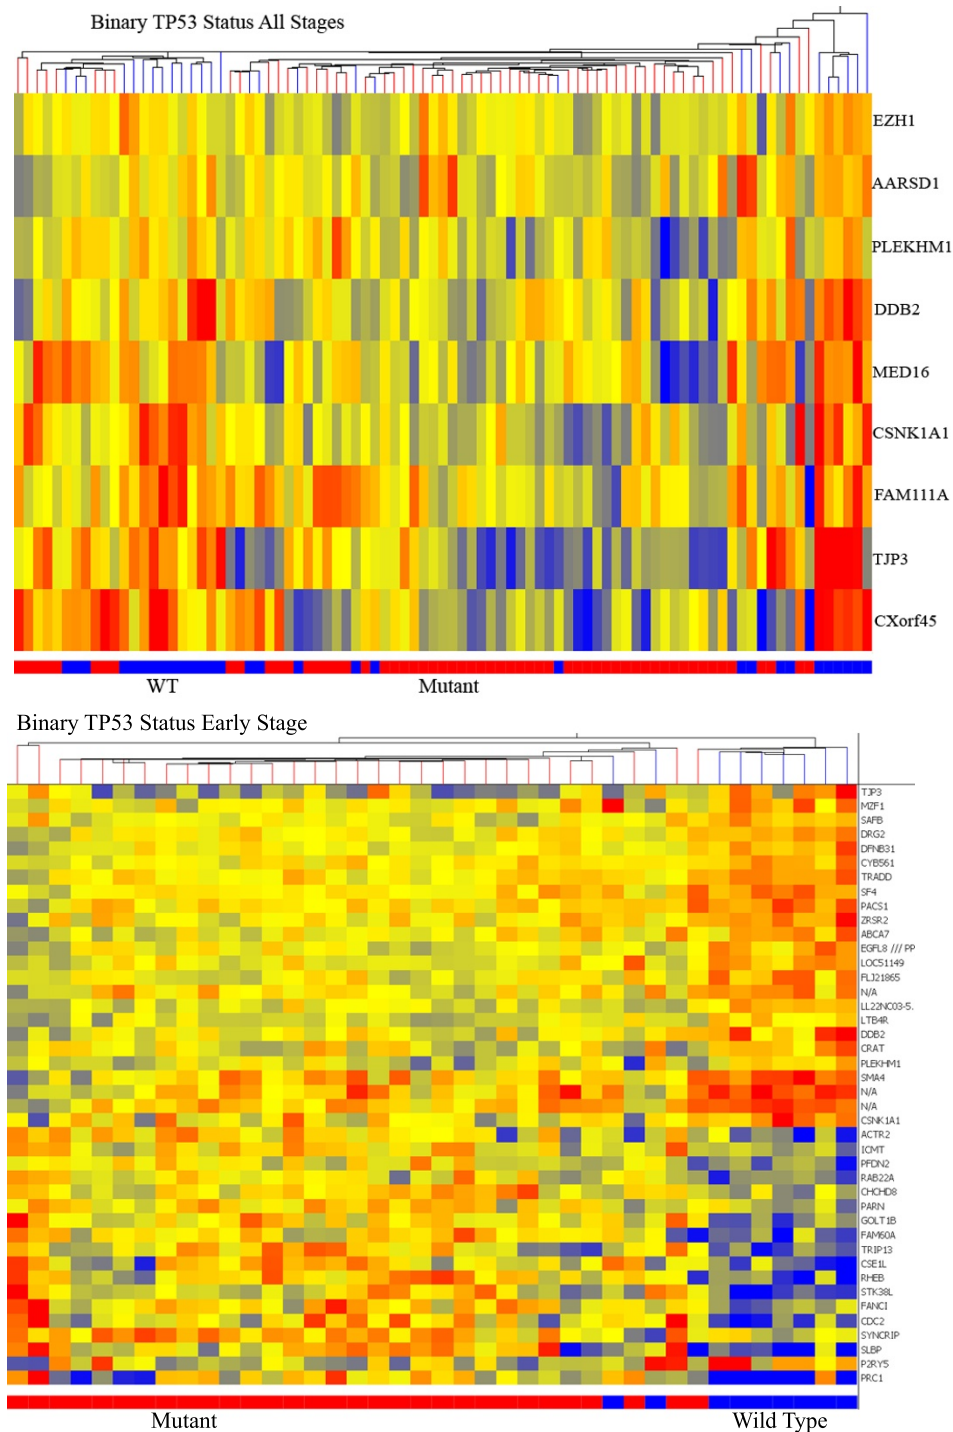 Binary TP53 Status All Stages
EZH1
AARSD1
PLEKHM1
DDB2
MED16
CSNK1A1
FAM111A
TJP3
CXorf45
WT Mutant
Binary TP53 Status Early Stage
TJP3
MZF1
SAFB
DRG2
DFNB31
CYB561
TRADD
SF4
PACS1
ZRSR2
ABCA7
EGFL8 /// PP
LOC51149
FLJ21865
N/A
LL22NC03-5.
LTB4R
DDB2
CRAT
PLEKHM1
SMA4
N/A
N/A
CSNK1A1
ACTR2
ICMT
PFDN2
RAB22A
CHCHD8
PARN
GOLT1B
FAM60A
TRIP13
CSE1L
RHEB
STK38L
FANCI
CDC2
SYNCRIP
SLBP
P2RY5
PRC1
Mutant Wild Type